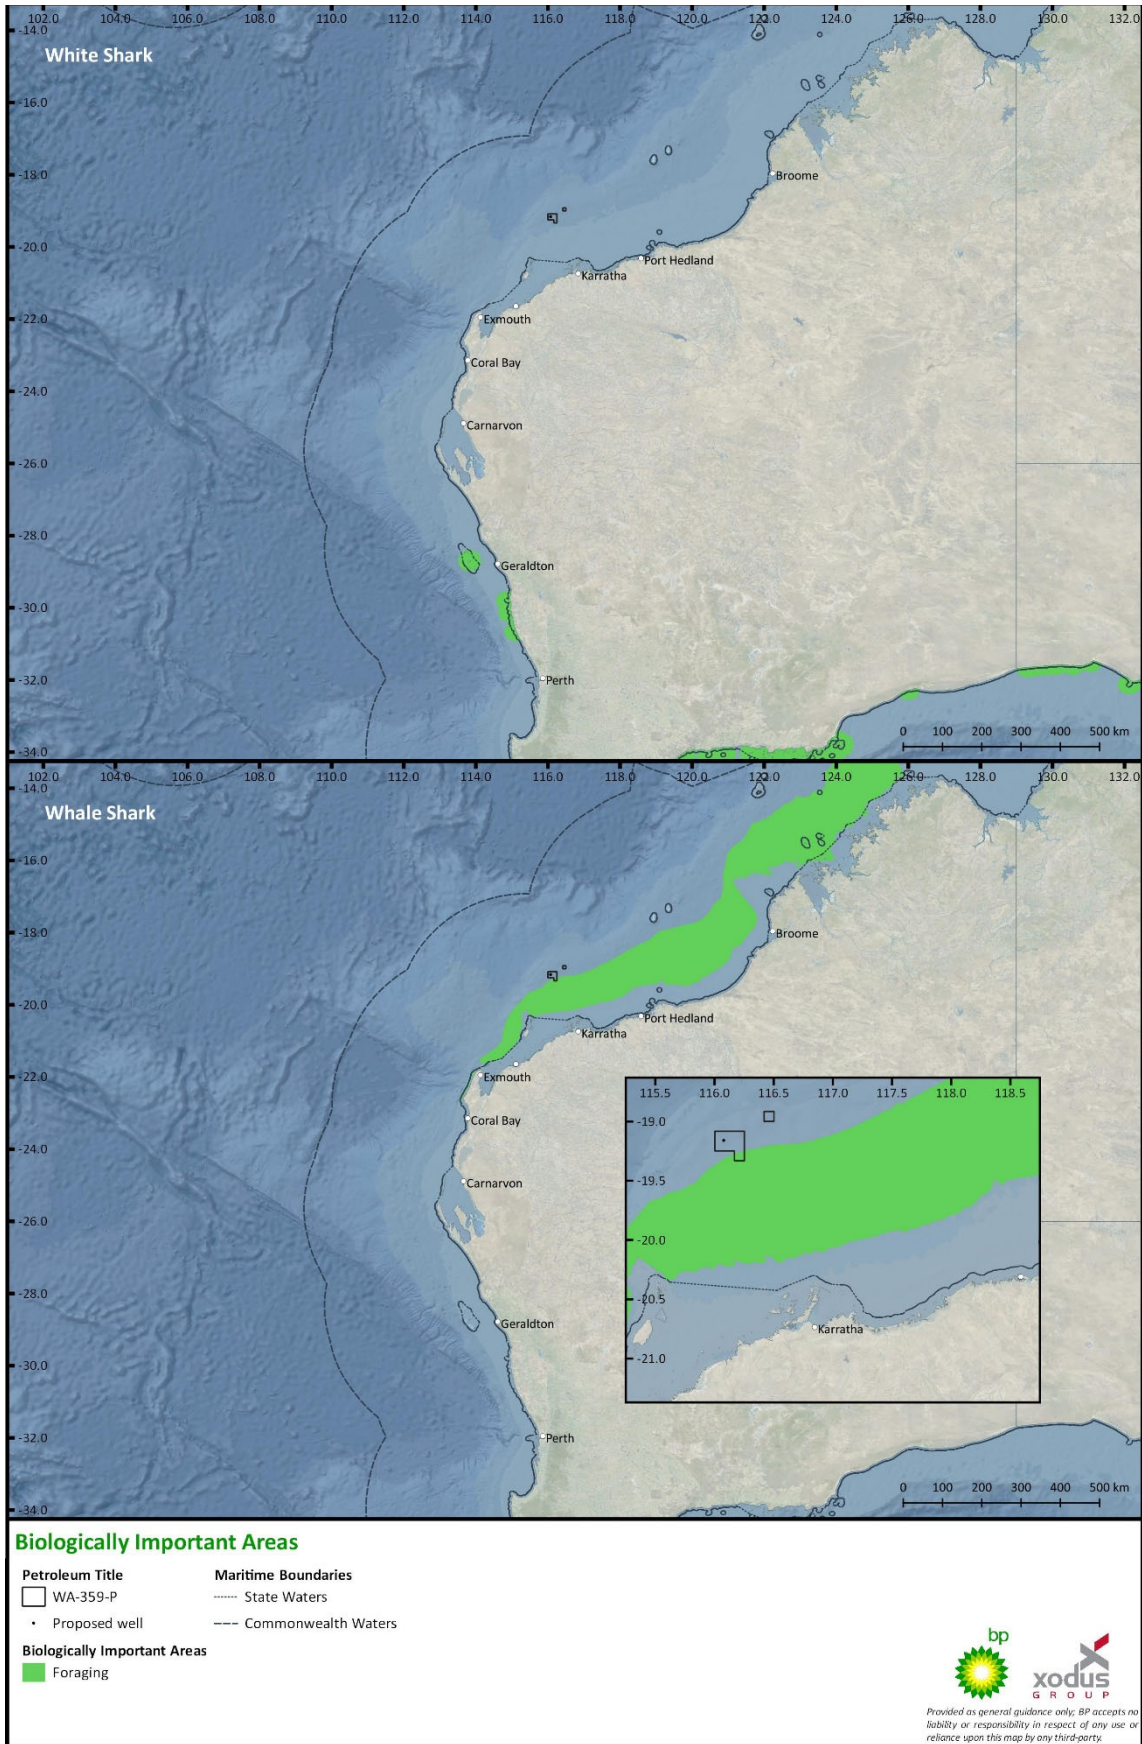 102.0 104.0 106.0 108.0 110.0 112.0 114.0 116.0 118.0 120.0 122.0 124.0 126.0 128.0 130.0 132.0
-14.0
White Shark
-16.0
-18.0
Broome
-20.0
Port Hedland
Karratha
-22.0
Exmouth
Coral Bay
-24.0
Carnarvon
-26.0
-28.0
Geraldton
-30.0
-32.0
Perth
0 100 200 300 400 500 km
-34.0
102.0 104.0 106.0 108.0 110.0 112.0 114.0 116.0 118.0 120.0 122.0 124.0 126.0 128.0 130.0 132.0
-14.0
Whale Shark
-16.0
-18.0
Broome
-20.0
Port Hedland
Karratha
-22.0
Exmouth
Coral Bay
-24.0
Carnarvon
-26.0
-28.0
Geraldton
-30.0
-32.0
Perth
115.5 116.0 116.5 117.0 117.5 118.0 118.5
-19.0
-19.5
-20.0
-20.5
Karratha
-21.0
0 100 200 300 400 500 km
-34.0
Biologically Important Areas
Petroleum Title
WA-359-P
Proposed well
Maritime Boundaries
State Waters
Commonwealth Waters
Biologically Important Areas
Foraging
bp
xodus
GROUP
Provided as general guidance only; BP accepts no
liability or responsibility in respect of any use or
reliance upon this map by any third-party.